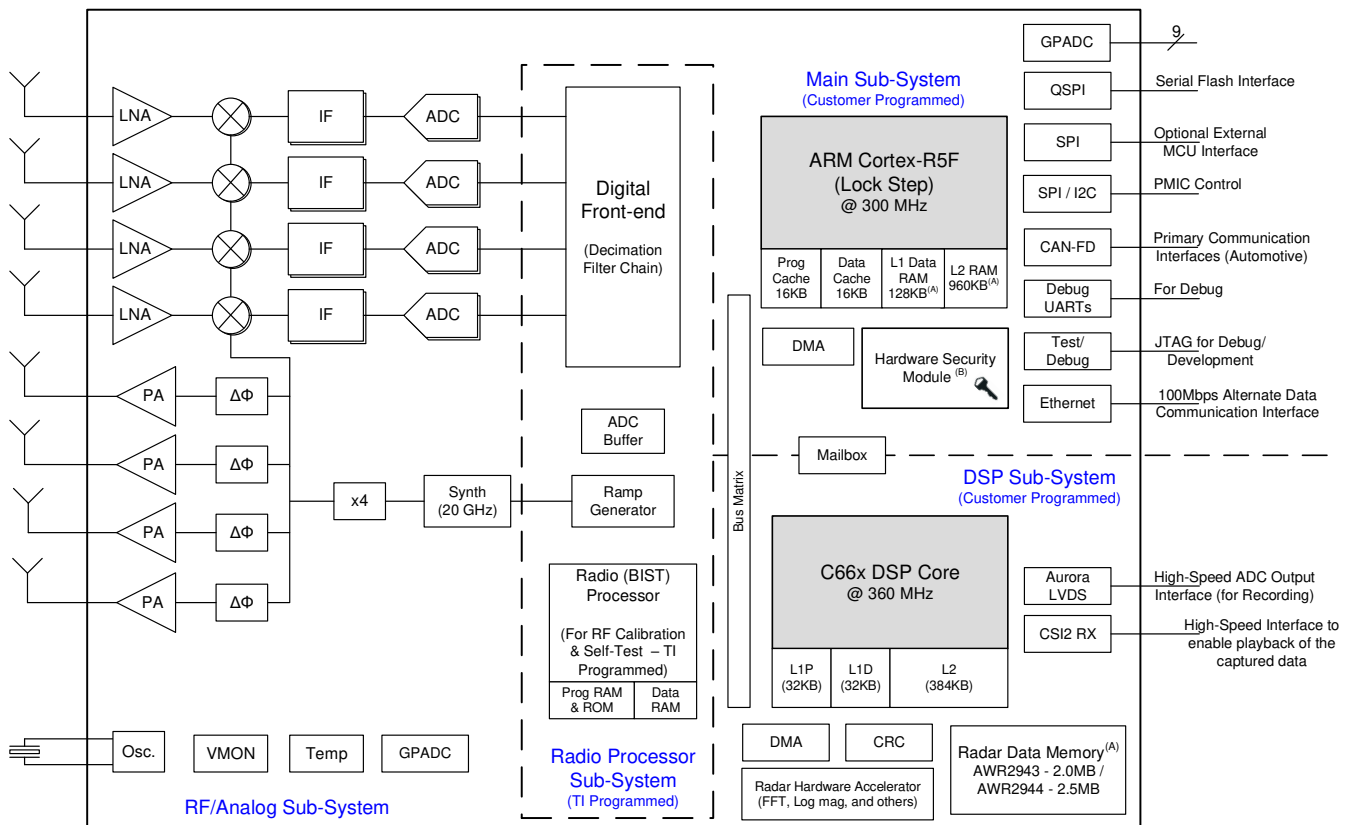 GPADC
9
QSPI
Serial Flash Interface
SPI
Optional External
MCU Interface
SPI / I2C
PMIC Control
CAN-FD
Primary Communication
Interfaces (Automotive)
Debug
UARTs
For Debug
Test/
Debug
JTAG for Debug/
Development
Ethernet
100Mbps Alternate Data
Communication Interface
LNA
IF
ADC
LNA
IF
ADC
LNA
IF
ADC
LNA
IF
ADC
Digital
Front-end
(Decimation
Filter Chain)
PA
ΔΦ
PA
ΔΦ
PA
ΔΦ
PA
ΔΦ
x4
Synth
(20 GHz)
ADC
Buffer
Ramp
Generator
Radio (BIST)
Processor
(For RF Calibration
& Self-Test – TI
Programmed)
Prog RAM
& ROM
Data
RAM
Radio Processor
Sub-System
(TI Programmed)
Osc.
VMON
Temp
GPADC
RF/Analog Sub-System
Main Sub-System
(Customer Programmed)
ARM Cortex-R5F
(Lock Step)
@ 300 MHz
Prog
Cache
16KB
Data
Cache
16KB
L1 Data
RAM
128KB(A)
L2 RAM
960KB(A)
DMA
Hardware Security
Module (B)
Bus Matrix
Mailbox
DSP Sub-System
(Customer Programmed)
C66x DSP Core
@ 360 MHz
L1P
(32KB)
L1D
(32KB)
L2
(384KB)
Aurora
LVDS
High-Speed ADC Output
Interface (for Recording)
CSI2 RX
High-Speed Interface to
enable playback of the
captured data
DMA
CRC
Radar Hardware Accelerator
(FFT, Log mag, and others)
Radar Data Memory(A)
AWR2943 - 2.0MB /
AWR2944 - 2.5MB